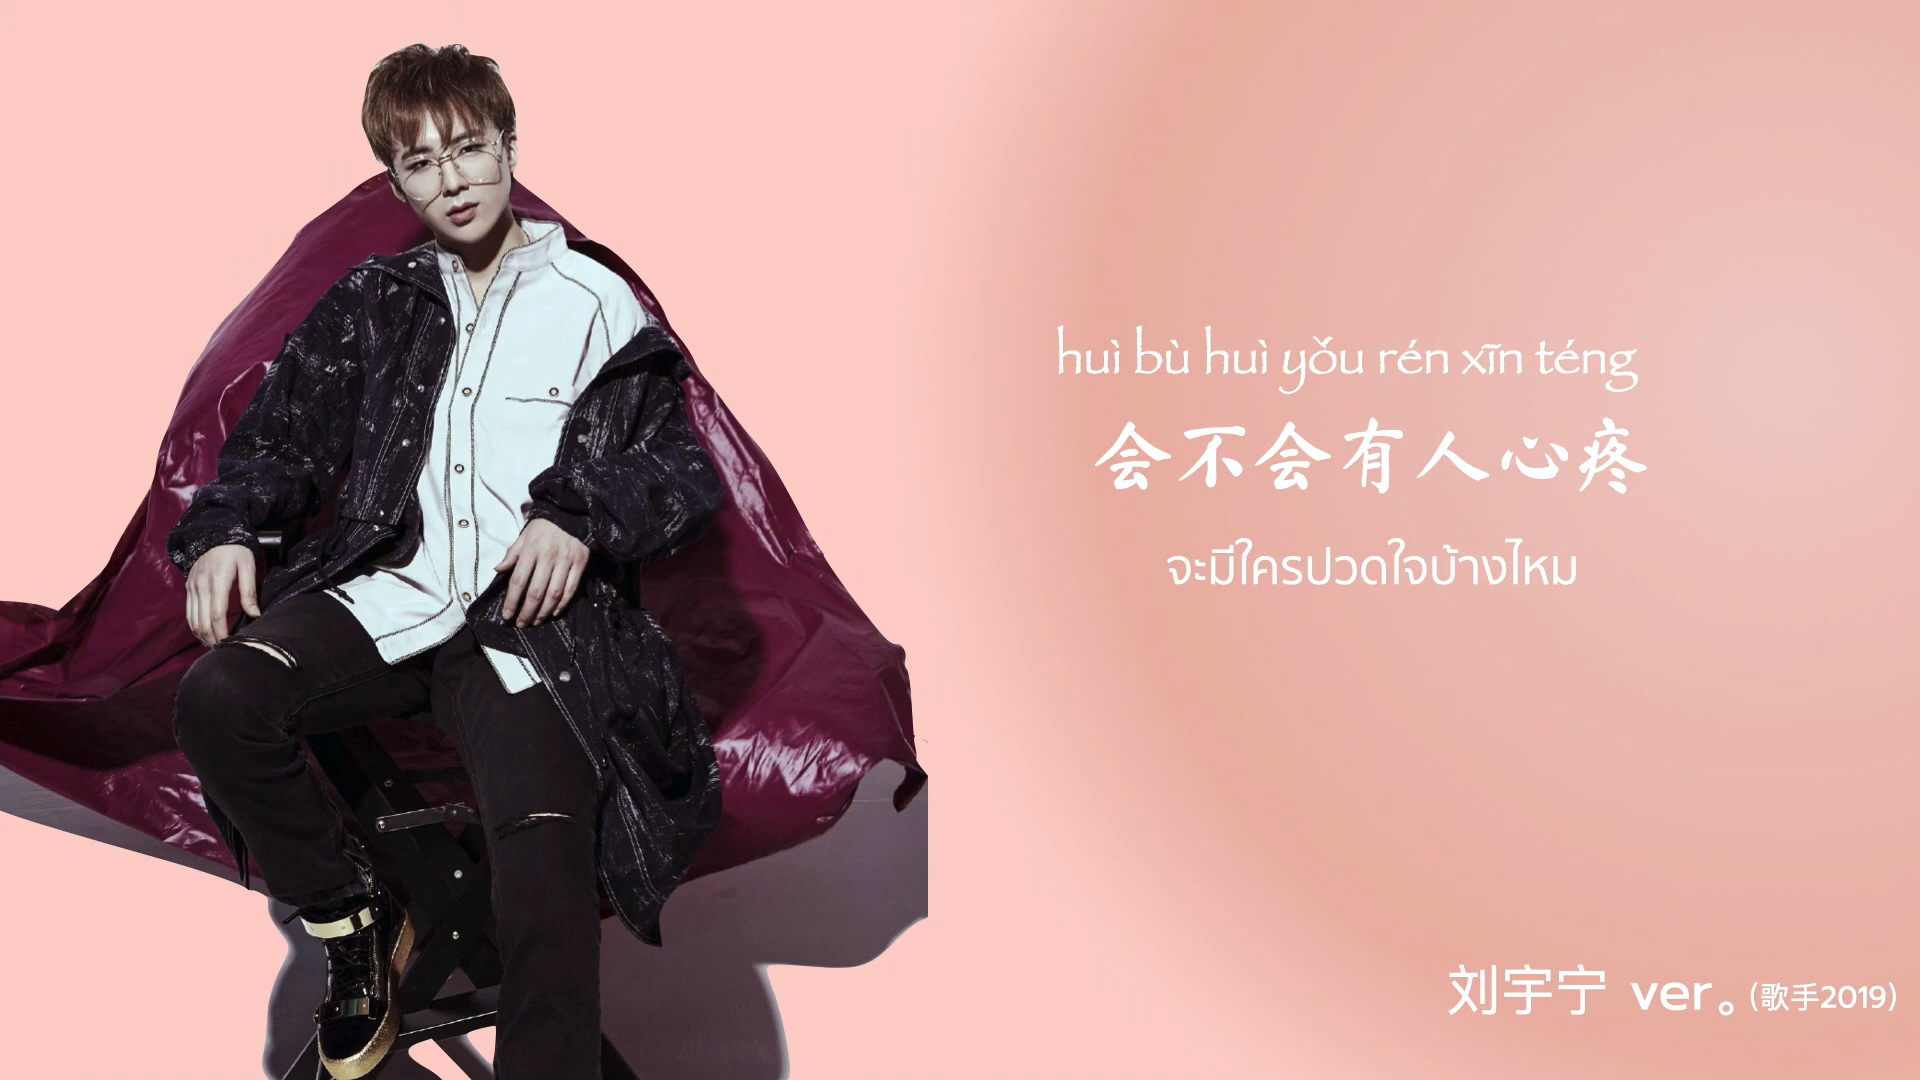 huì bù huì yǒu rén xīn téng
会不会有人心疼
จะมีใครปวดใจบ้างไหม
刘宇宁 ver。(歌手2019)